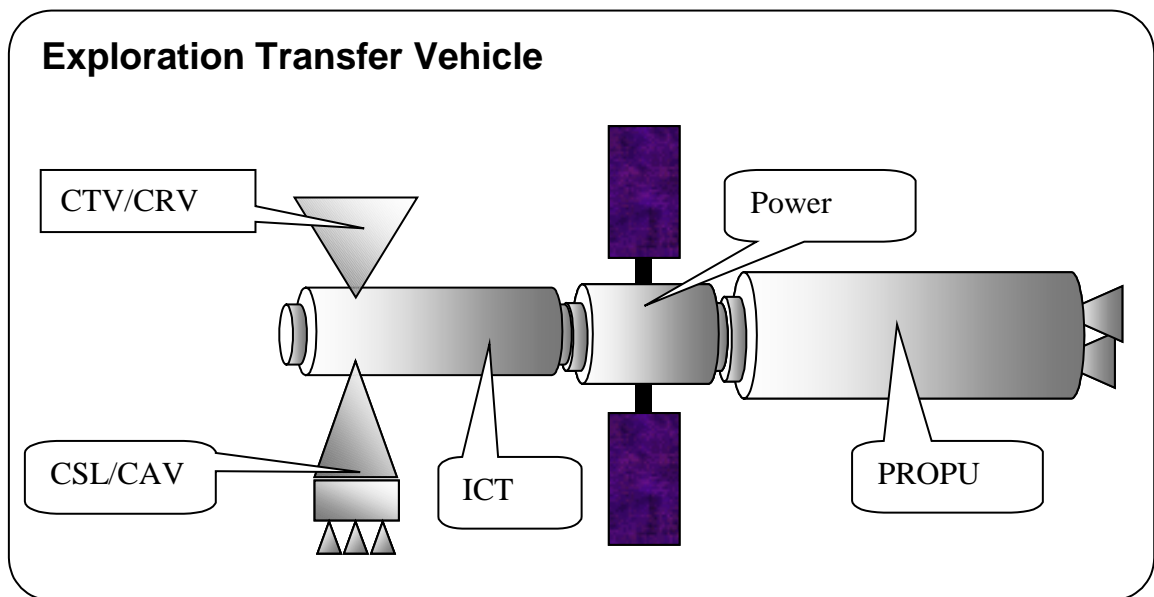 Exploration Transfer Vehicle
CTV/CRV
Power
CSL/CAV
ICT
PROPU